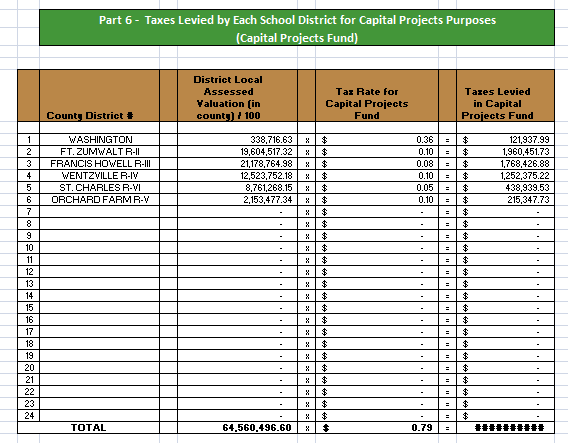 Part 6 - Taxes Levied by Each School District for Capital Projects Purposes
(Capital Projects Fund)
County District # District Local Assessed Valuation (in county) / 100 Tax Rate for Capital Projects Fund Taxes Levied in Capital Projects Fund
1 WASHINGTON 338,716.63 x $ 0.36 = $ 121,937.99
2 FT. ZUMWALT R-II 19,604,517.32 x $ 0.10 = $ 1,960,451.73
3 FRANCIS HOWELL R-III 21,178,764.98 x $ 0.08 = $ 1,768,426.88
4 WENTZVILLE R-IV 12,523,752.18 x $ 0.10 = $ 1,252,375.22
5 ST. CHARLES R-VI 8,761,268.15 x $ 0.05 = $ 438,939.53
6 ORCHARD FARM R-V 2,153,477.34 x $ 0.10 = $ 215,347.73
7 - x $ - = $ -
8 - x $ - = $ -
9 - x $ - = $ -
10 - x $ - = $ -
11 - x $ - = $ -
12 - x $ - = $ -
13 - x $ - = $ -
14 - x $ - = $ -
15 - x $ - = $ -
16 - x $ - = $ -
17 - x $ - = $ -
18 - x $ - = $ -
19 - x $ - = $ -
20 - x $ - = $ -
21 - x $ - = $ -
22 - x $ - = $ -
23 - x $ - = $ -
24 - x $ - = $ -
TOTAL 64,560,496.60 x $ 0.79 = ##########